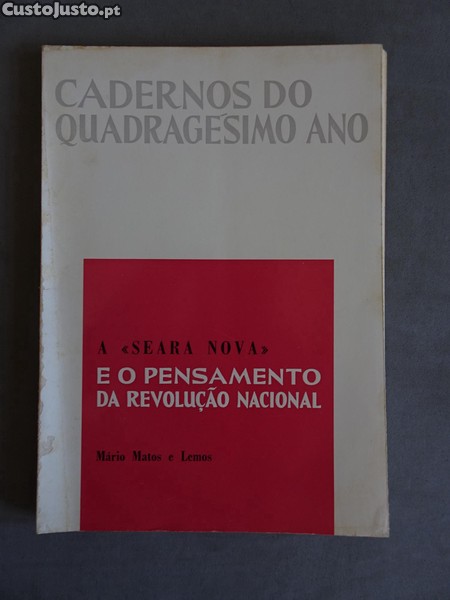 CustoJusto.pt
CADERNOS DO
QUADRAGÉSIMO ANO
A «SEARA NOVA»
E O PENSAMENTO
DA REVOLUÇÃO NACIONAL
Mário Matos e Lemos